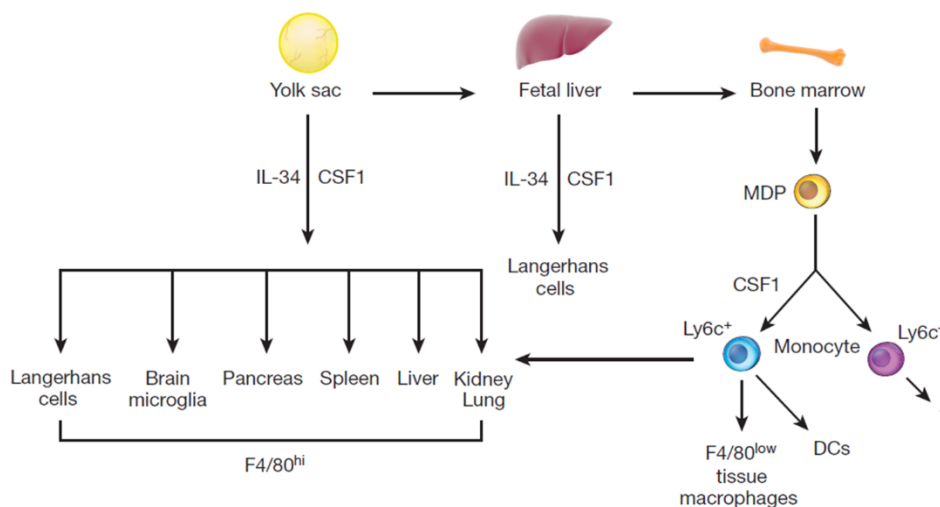 Yolk sac
Fetal liver
Bone marrow
IL-34 CSF1
IL-34 CSF1
MDP
Langerhans
cells
CSF1
Ly6c⁺
Monocyte
Ly6c⁻
Langerhans
cells
Brain
microglia
Pancreas
Spleen
Liver
Kidney
Lung
F4/80ʰⁱ
F4/80ˡᵒʷ
tissue
macrophages
DCs